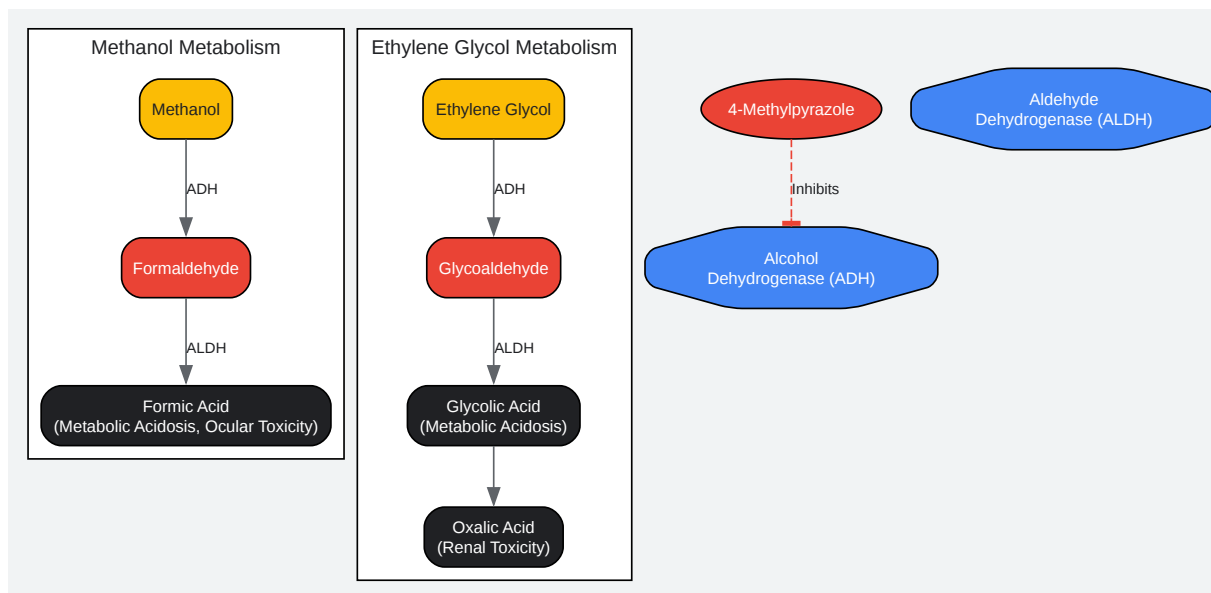 Methanol Metabolism
Methanol
ADH
Formaldehyde
ALDH
Formic Acid
(Metabolic Acidosis, Ocular Toxicity)
Ethylene Glycol Metabolism
Ethylene Glycol
ADH
Glycoaldehyde
ALDH
Glycolic Acid
(Metabolic Acidosis)
Oxalic Acid
(Renal Toxicity)
4-Methylpyrazole
Inhibits
Alcohol
Dehydrogenase (ADH)
Aldehyde
Dehydrogenase (ALDH)